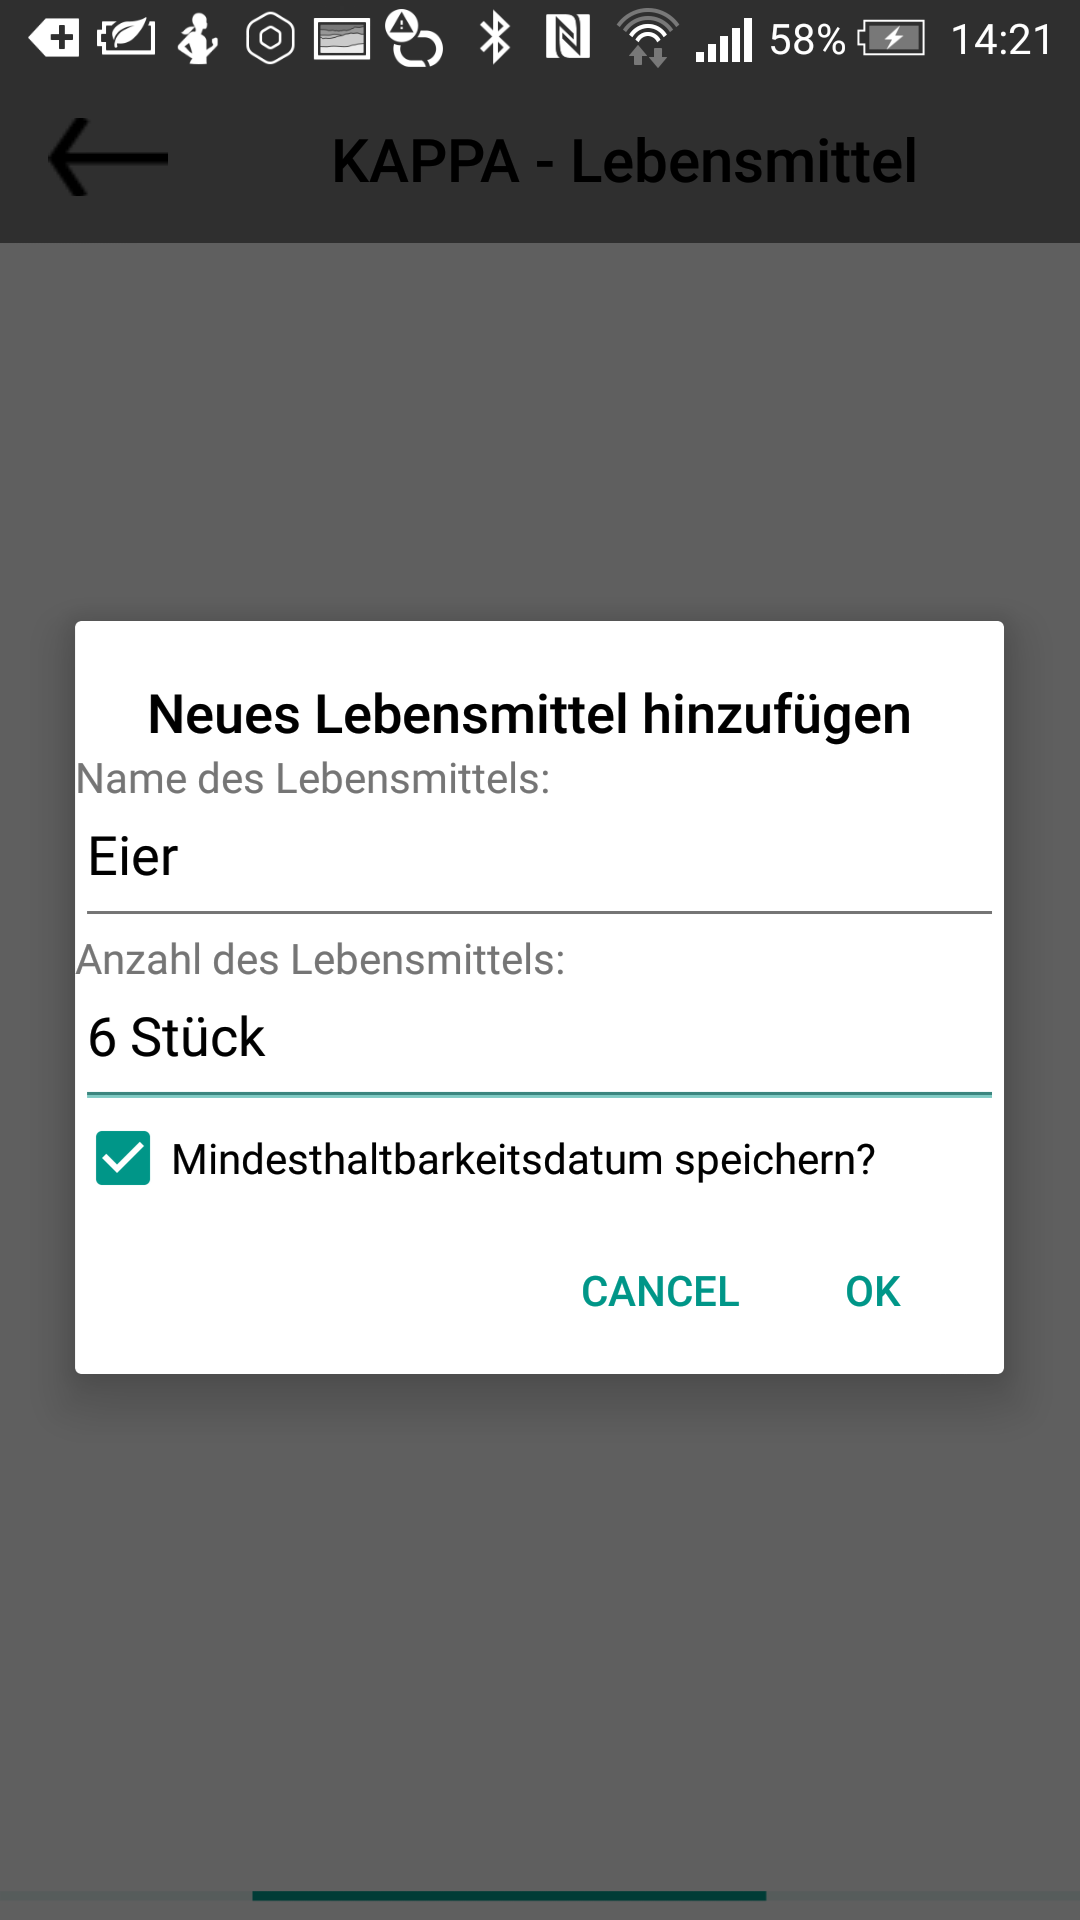 58% 14:21
KAPPA - Lebensmittel
Neues Lebensmittel hinzufügen
Name des Lebensmittels:
Eier
Anzahl des Lebensmittels:
6 Stück
Mindesthaltbarkeitsdatum speichern?
CANCEL OK